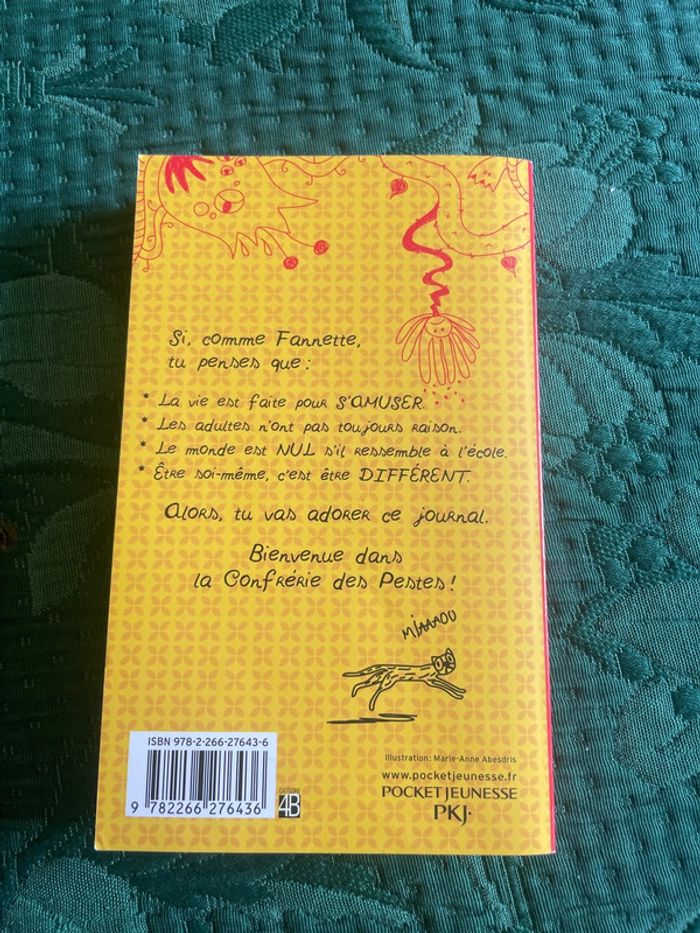 Si, comme Fannette,
tu penses que :
* La vie est faite pour S'AMUSER.
* Les adultes n'ont pas toujours raison.
* Le monde est NUL s'il ressemble à l'école.
* Être soi-même, c'est être DIFFÉRENT.
Alors, tu vas adorer ce journal.
Bienvenue dans
la Confrérie des Pestes !
MIAAAOU
ISBN 978-2-266-27643-6
9 782266 276436
CATÉGORIE
4B
Illustration : Marie-Anne Abesdris
www.pocketjeunesse.fr
POCKET JEUNESSE
PKJ·